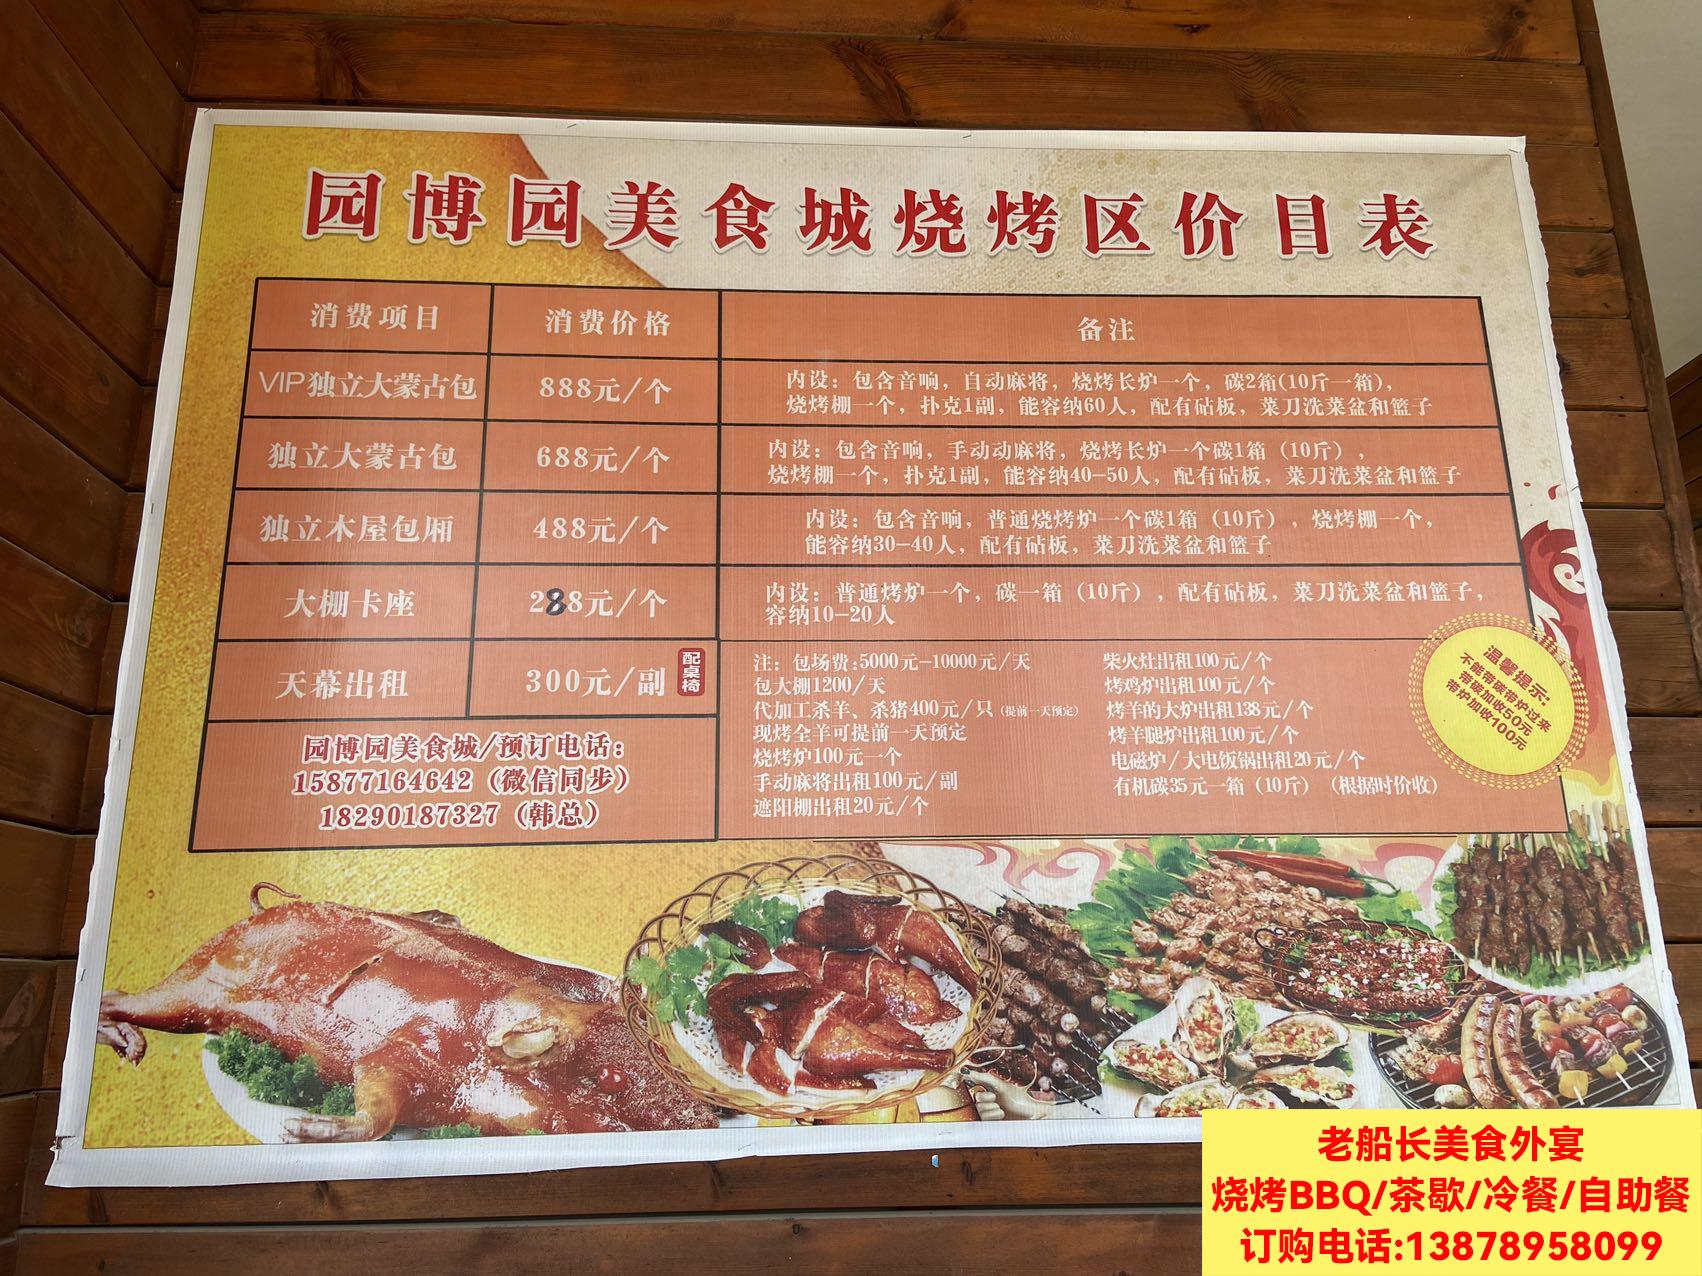 园博园美食城烧烤区价目表
消费项目 消费价格 备注
VIP独立大蒙古包 888元/个
内设：包含音响，自动麻将，烧烤长炉一个，碳2箱(10斤一箱)，
烧烤棚一个，扑克1副，能容纳60人，配有砧板，菜刀洗菜盆和篮子
独立大蒙古包 688元/个
内设：包含音响，手动动麻将，烧烤长炉一个碳1箱（10斤），
烧烤棚一个，扑克1副，能容纳40-50人，配有砧板，菜刀洗菜盆和篮子
独立木屋包厢 488元/个
内设：包含音响，普通烧烤炉一个碳1箱（10斤），烧烤棚一个，
能容纳30-40人，配有砧板，菜刀洗菜盆和篮子
大棚卡座 288元/个
内设：普通烤炉一个，碳一箱（10斤），配有砧板，菜刀洗菜盆和篮子，
容纳10-20人
天幕出租 300元/副 配桌椅
园博园美食城/预订电话：
15877164642（微信同步）
18290187327（韩总）
注：包场费:5000元-10000元/天
包大棚1200/天
代加工杀羊、杀猪400元/只（提前一天预定）
现烤全羊可提前一天预定
烧烤炉100元一个
手动麻将出租100元/副
遮阳棚出租20元/个
柴火灶出租100元/个
烤鸡炉出租100元/个
烤羊的大炉出租138元/个
烤羊腿炉出租100元/个
电磁炉/大电饭锅出租20元/个
有机碳35元一箱（10斤）（根据时价收）
温馨提示：
不能带碳带炉过来
带碳加收50元
带炉加收100元
老船长美食外宴
烧烤BBQ/茶歇/冷餐/自助餐
订购电话:13878958099